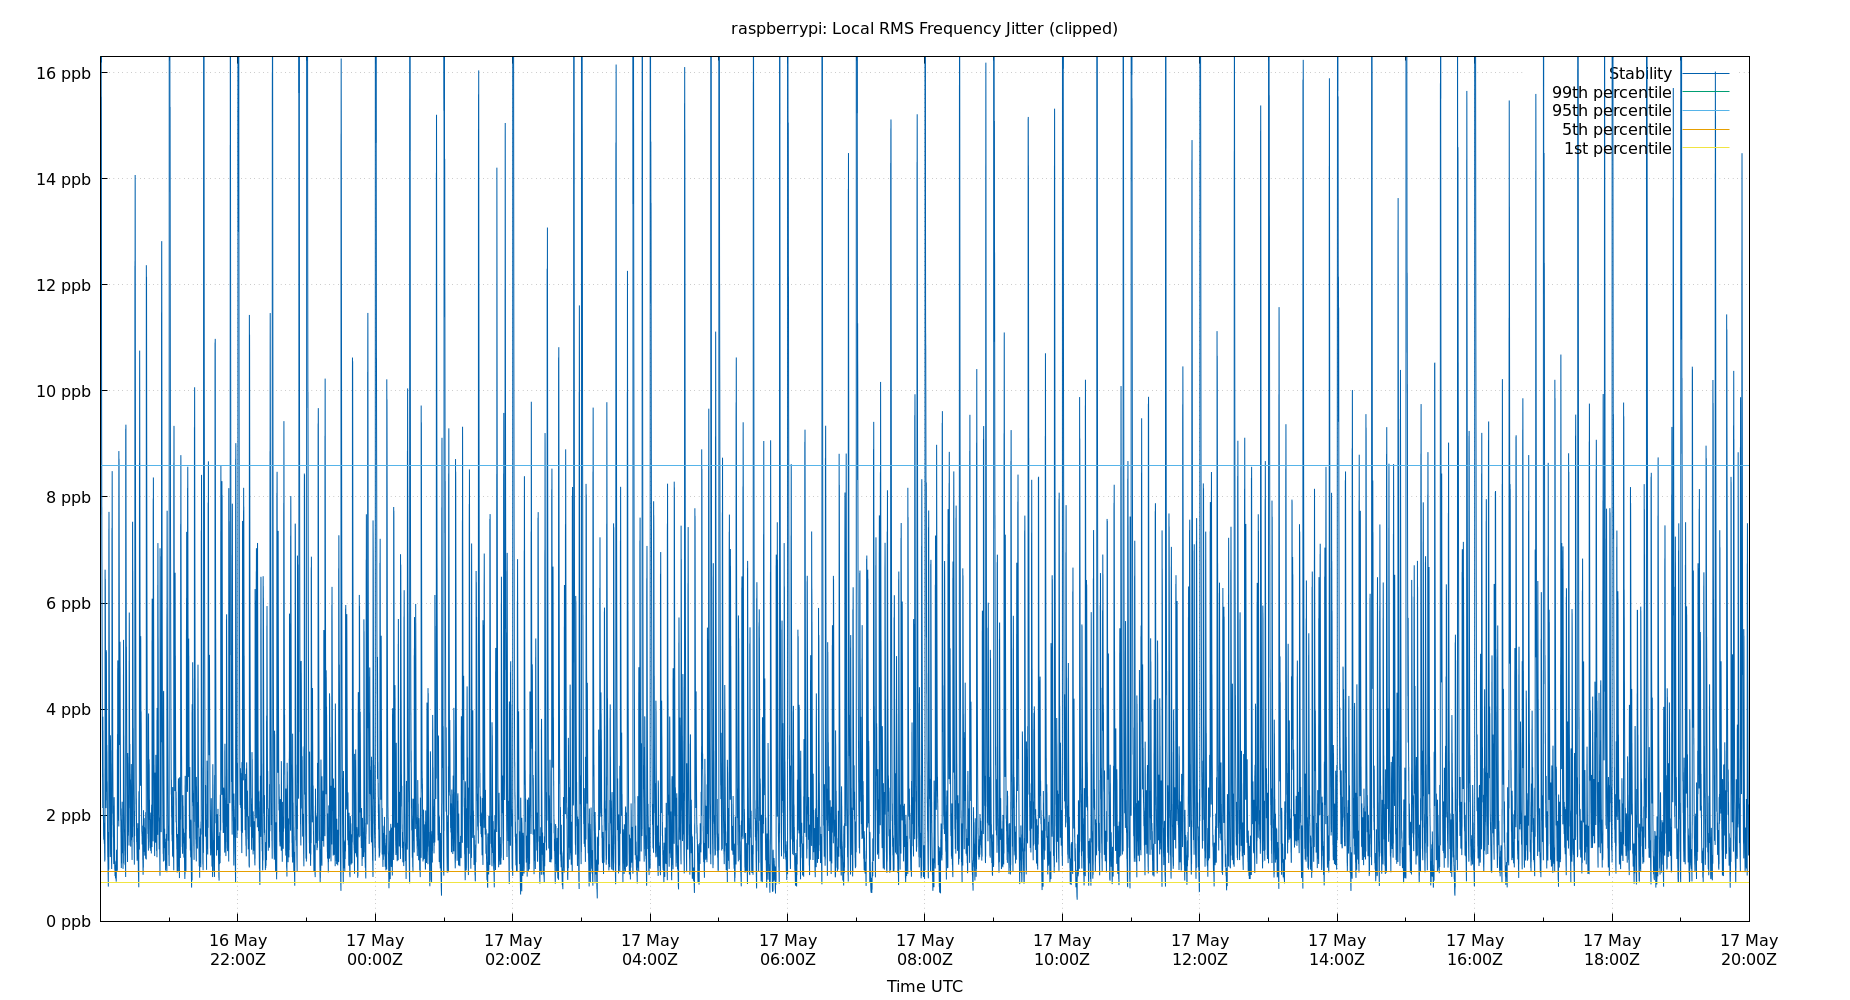 raspberrypi: Local RMS Frequency Jitter (clipped)
16 ppb
14 ppb
12 ppb
10 ppb
8 ppb
6 ppb
4 ppb
2 ppb
0 ppb
Stability
99th percentile
95th percentile
5th percentile
1st percentile
16 May 17 May 17 May 17 May 17 May 17 May 17 May 17 May 17 May 17 May 17 May 17 May
22:00Z 00:00Z 02:00Z 04:00Z 06:00Z 08:00Z 10:00Z 12:00Z 14:00Z 16:00Z 18:00Z 20:00Z
Time UTC